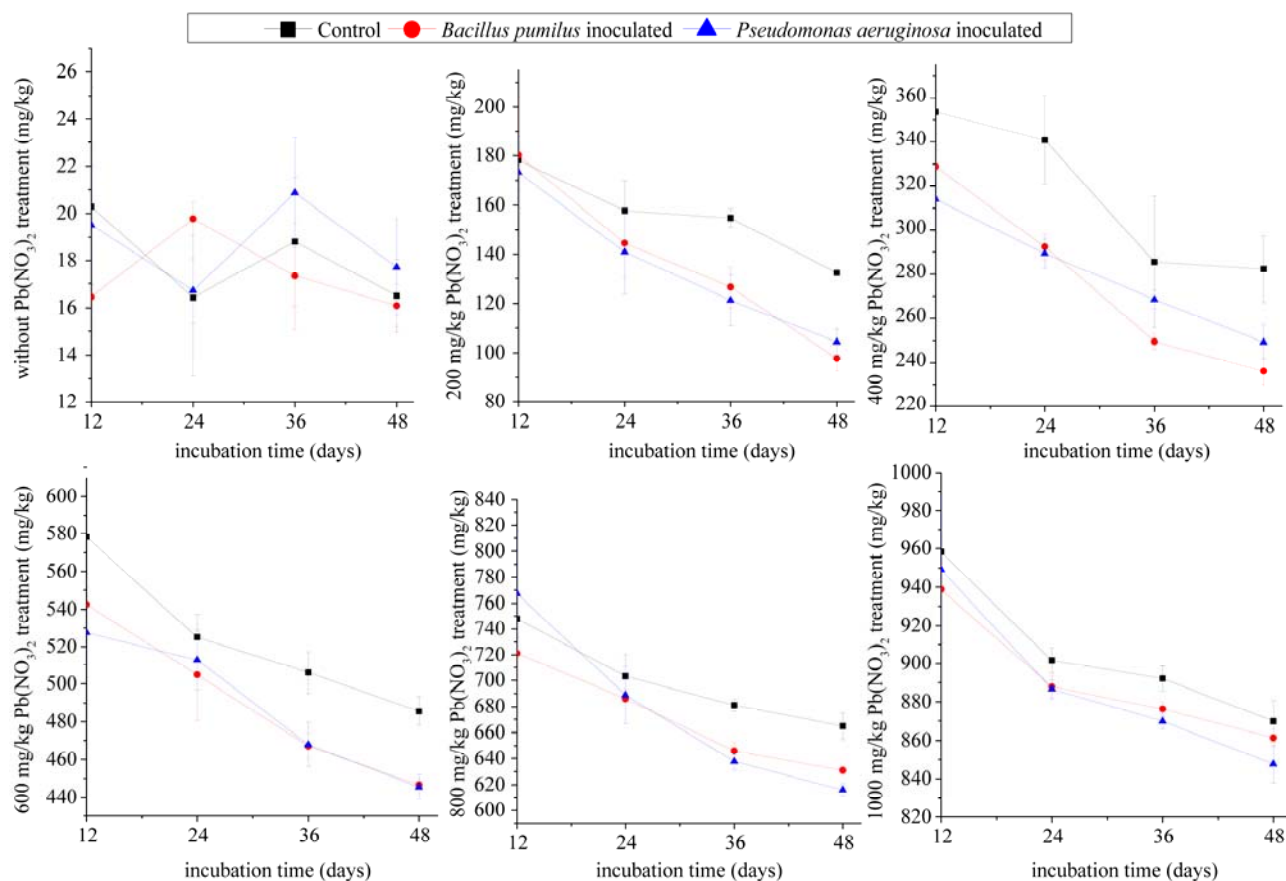 Control Bacillus pumilus inoculated Pseudomonas aeruginosa inoculated
without Pb(NO3)2 treatment (mg/kg)
26
24
22
20
18
16
14
12
12 24 36 48
incubation time (days)
200 mg/kg Pb(NO3)2 treatment (mg/kg)
200
180
160
140
120
100
80
12 24 36 48
incubation time (days)
400 mg/kg Pb(NO3)2 treatment (mg/kg)
360
340
320
300
280
260
240
220
12 24 36 48
incubation time (days)
600 mg/kg Pb(NO3)2 treatment (mg/kg)
600
580
560
540
520
500
480
460
440
12 24 36 48
incubation time (days)
800 mg/kg Pb(NO3)2 treatment (mg/kg)
840
820
800
780
760
740
720
700
680
660
640
620
600
12 24 36 48
incubation time (days)
1000 mg/kg Pb(NO3)2 treatment (mg/kg)
1000
980
960
940
920
900
880
860
840
820
12 24 36 48
incubation time (days)